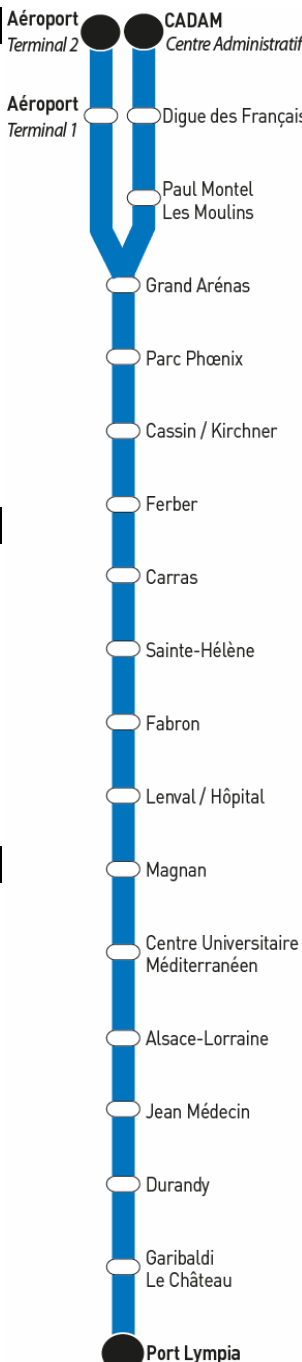 Aéroport
Terminal 2
CADAM
Centre Administratif
Aéroport
Terminal 1
Digue des Français
Paul Montel
Les Moulins
Grand Arénas
Parc Phœnix
Cassin / Kirchner
Ferber
Carras
Sainte-Hélène
Fabron
Lenval / Hôpital
Magnan
Centre Universitaire
Méditerranéen
Alsace-Lorraine
Jean Médecin
Durandy
Garibaldi
Le Château
Port Lympia